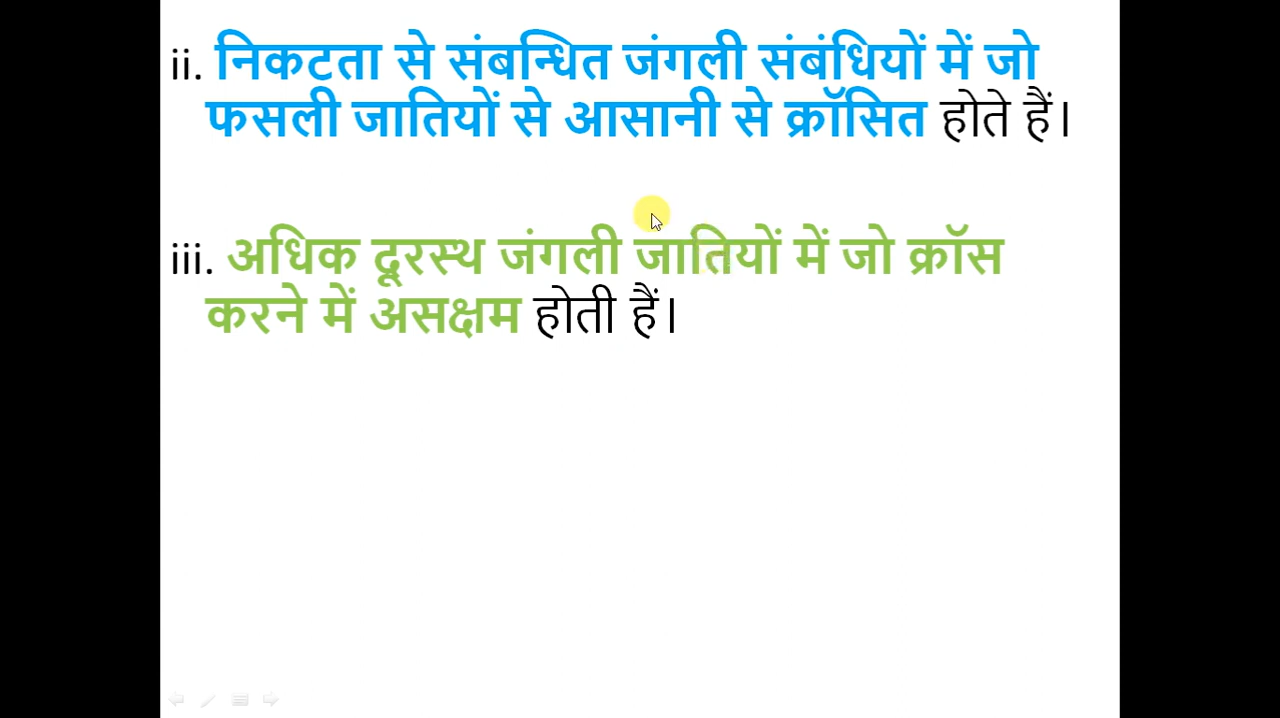 ii. निकटता से संबन्धित जंगली संबंधियों में जो
फसली जातियों से आसानी से क्रॉसित होते हैं।
iii. अधिक दूरस्थ जंगली जातियों में जो क्रॉस
करने में असक्षम होती हैं।